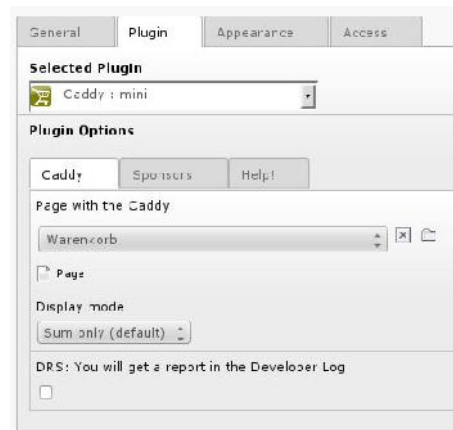 General Plugin Appearance Access
Selected Plugin
Caddy : mini
Plugin Options
Caddy Sponsors Help!
Page with the Caddy
Warenkorb
Page
Display mode
Sum only (default)
DRS: You will get a report in the Developer Log